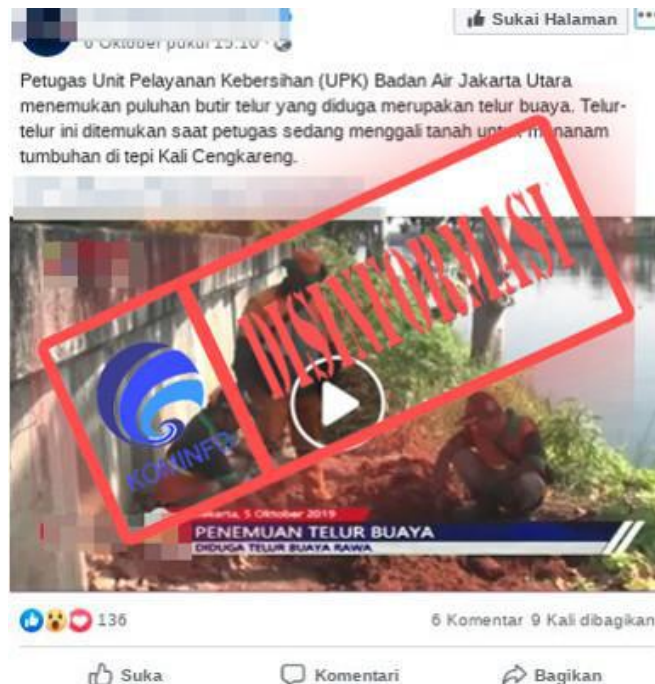 Sukai Halaman
6 Oktober pukul 15.10
Petugas Unit Pelayanan Kebersihan (UPK) Badan Air Jakarta Utara
menemukan puluhan butir telur yang diduga merupakan telur buaya. Telur-
telur ini ditemukan saat petugas sedang menggali tanah untuk menanam
tumbuhan di tepi Kali Cengkareng.
DISINFORMASI
KOMINFO
Jakarta, 5 Oktober 2019
PENEMUAN TELUR BUAYA
DIDUGA TELUR BUAYA RAWA
136
6 Komentar 9 Kali dibagikan
Suka
Komentari
Bagikan